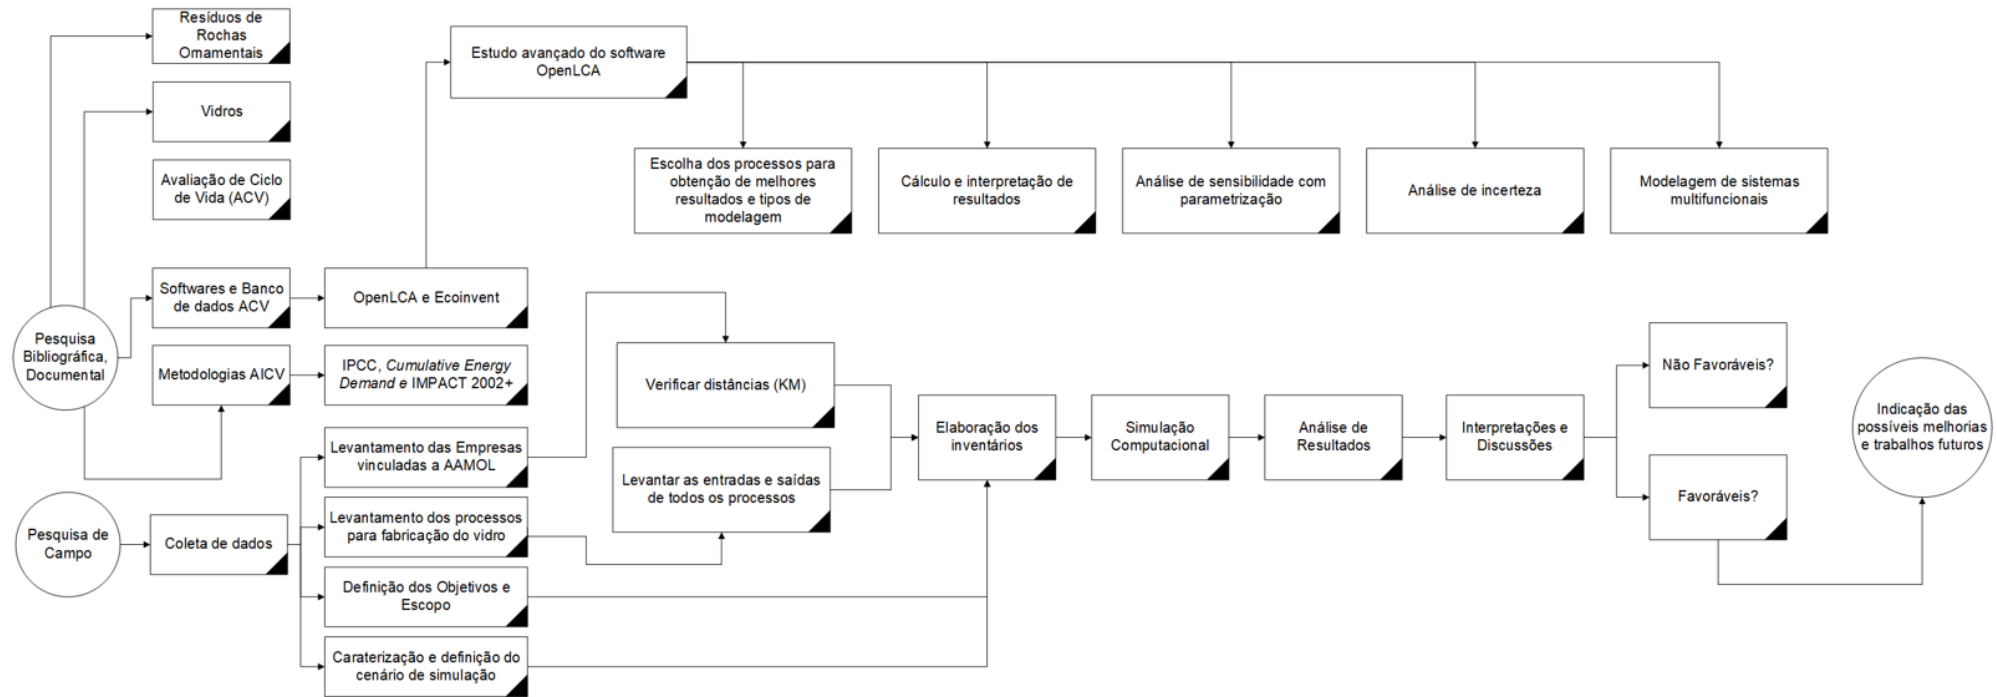 Resíduos de
Rochas
Ornamentais
Vidros
Avaliação de Ciclo
de Vida (ACV)
Softwares e Banco
de dados ACV
Metodologias AICV
Pesquisa
Bibliográfica,
Documental
OpenLCA e Ecoinvent
IPCC, Cumulative Energy
Demand e IMPACT 2002+
Estudo avançado do software
OpenLCA
Escolha dos processos para
obtenção de melhores
resultados e tipos de
modelagem
Cálculo e interpretação de
resultados
Análise de sensibilidade com
parametrização
Análise de incerteza
Modelagem de sistemas
multifuncionais
Pesquisa de
Campo
Coleta de dados
Levantamento das Empresas
vinculadas a AAMOL
Levantamento dos processos
para fabricação do vidro
Definição dos Objetivos e
Escopo
Caraterização e definição do
cenário de simulação
Verificar distâncias (KM)
Levantar as entradas e saídas
de todos os processos
Elaboração dos
inventários
Simulação
Computacional
Análise de
Resultados
Interpretações e
Discussões
Não Favoráveis?
Favoráveis?
Indicação das
possíveis melhorias
e trabalhos futuros